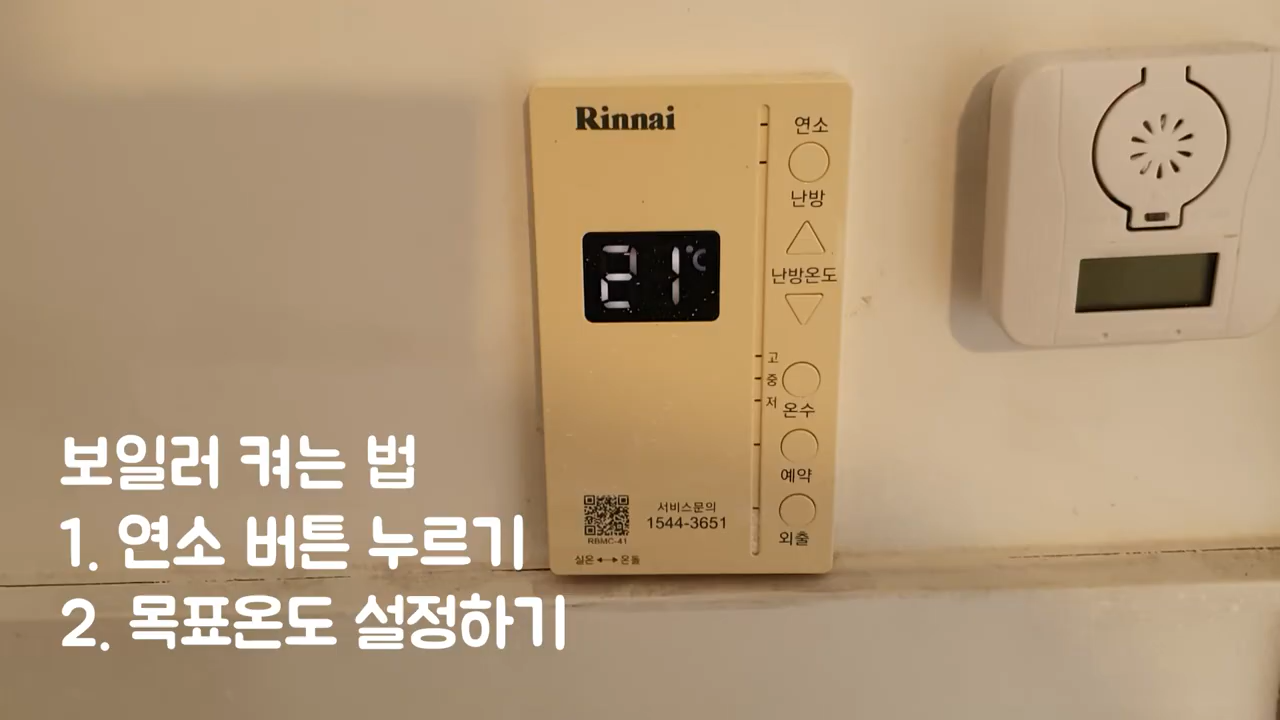 Rinnai
연소
난방
21℃
난방온도
고
중
저
온수
예약
외출
서비스문의
1544-3651
RBMC-41
실온 ↔ 온돌
보일러 켜는 법
1. 연소 버튼 누르기
2. 목표온도 설정하기